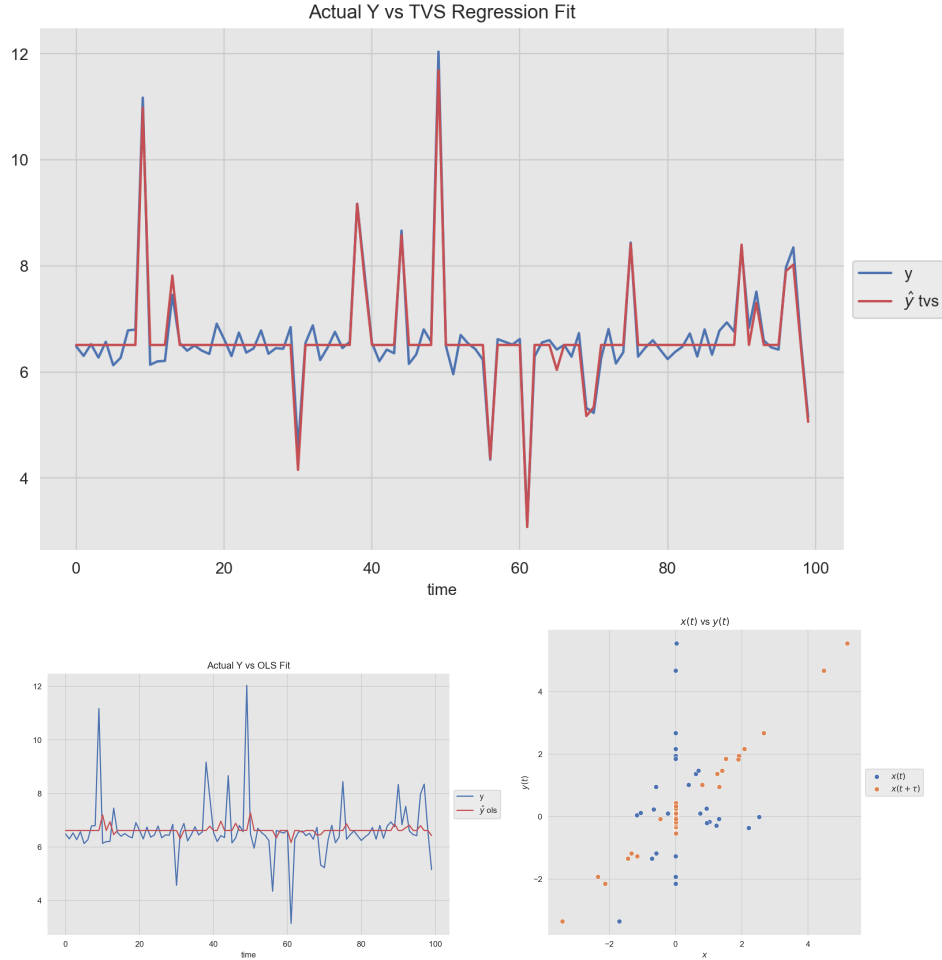 Actual Y vs TVS Regression Fit
12
10
8
6
4
0
20
40
60
80
100
time
y
ŷ tvs
Actual Y vs OLS Fit
12
10
8
6
4
0
20
40
60
80
100
time
y
ŷ ols
x(t) vs y(t)
y(t)
4
2
0
−2
−2
0
2
4
x
x(t)
x(t + τ)